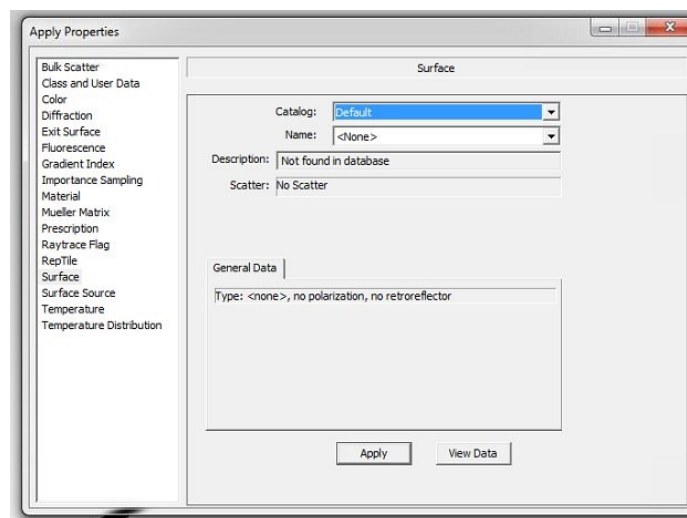 Apply Properties
Bulk Scatter
Class and User Data
Color
Diffraction
Exit Surface
Fluorescence
Gradient Index
Importance Sampling
Material
Mueller Matrix
Prescription
Raytrace Flag
RepTile
Surface
Surface Source
Temperature
Temperature Distribution
Surface
Catalog: Default
Name: <None>
Description: Not found in database
Scatter: No Scatter
General Data
Type: <none>, no polarization, no retroreflector
Apply View Data